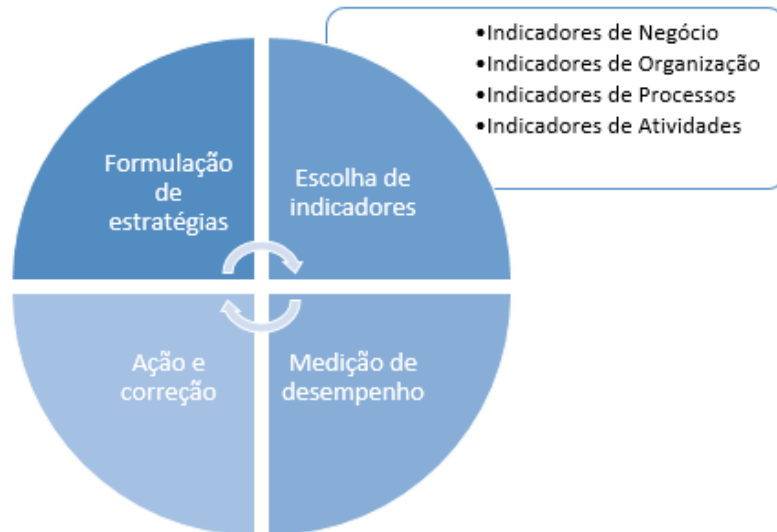 •Indicadores de Negócio
•Indicadores de Organização
•Indicadores de Processos
•Indicadores de Atividades
Formulação
de
estratégias
Escolha de
indicadores
Ação e
correção
Medição de
desempenho